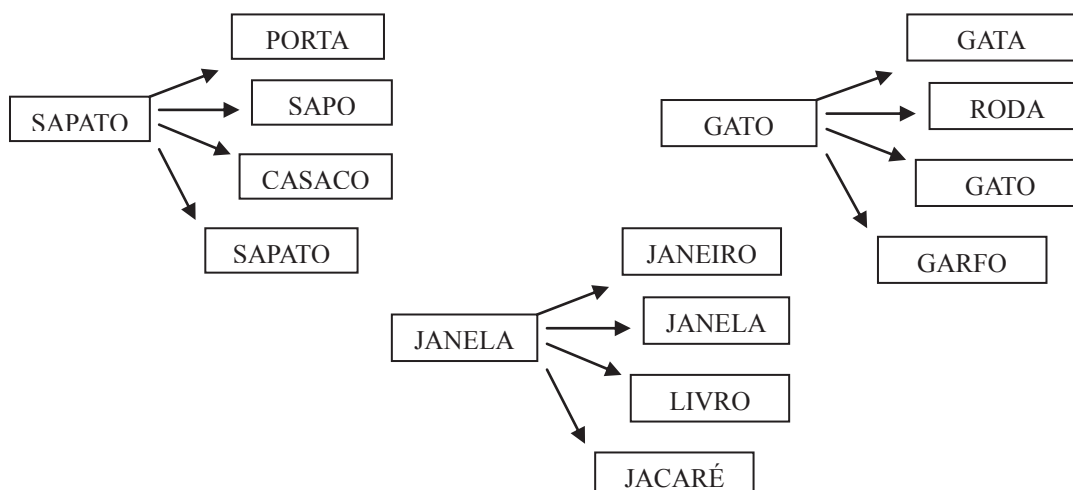 SAPATO
PORTA
SAPO
CASACO
SAPATO
GATO
GATA
RODA
GATO
GARFO
JANELA
JANEIRO
JANELA
LIVRO
JACARÉ